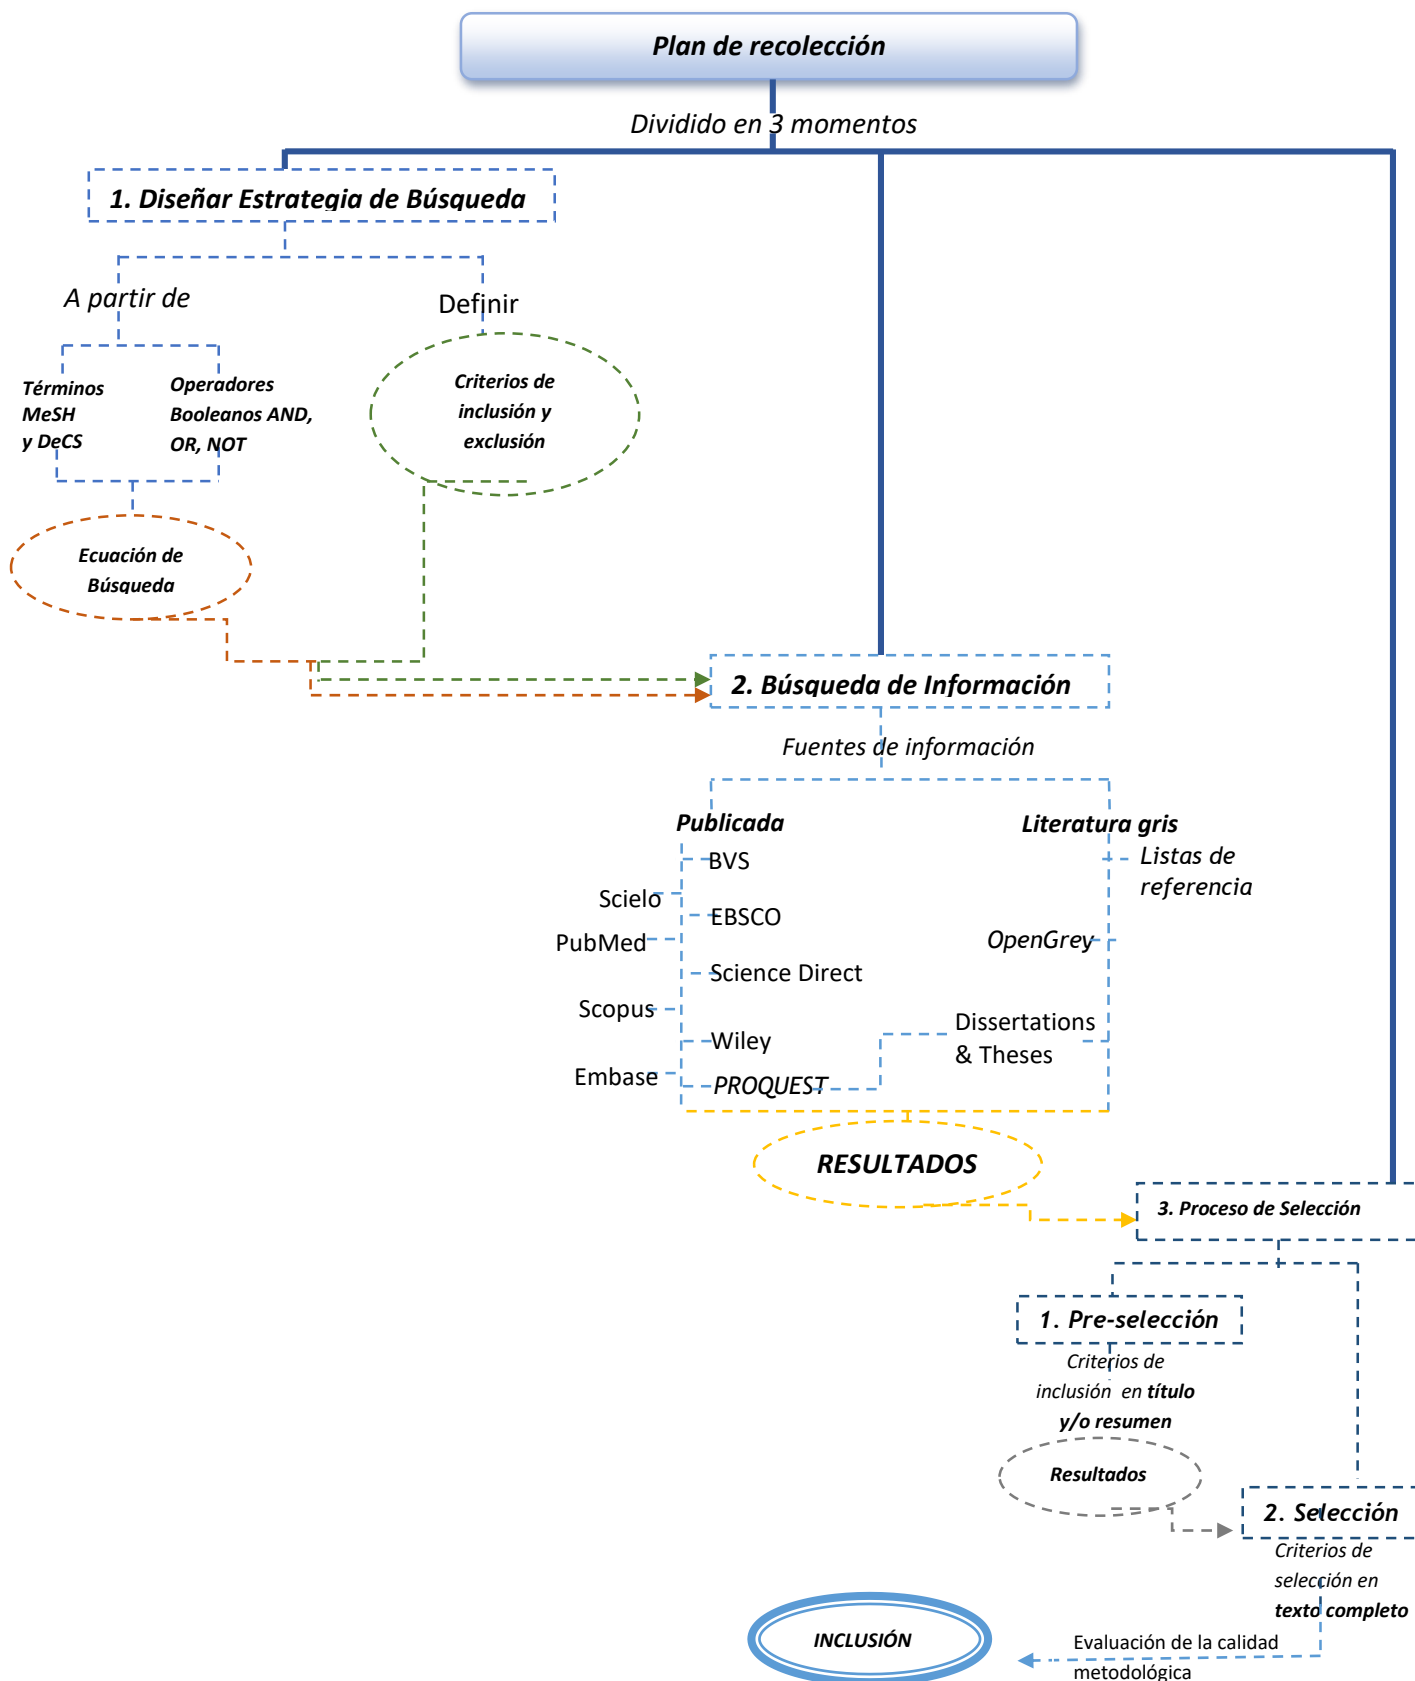 Plan de recolección
Dividido en 3 momentos
1. Diseñar Estrategia de Búsqueda
A partir de
Definir
Términos
MeSH
y DeCS
Operadores
Booleanos AND,
OR, NOT
Criterios de
inclusión y
exclusión
Ecuación de
Búsqueda
2. Búsqueda de Información
Fuentes de información
Publicada
BVS
Scielo
EBSCO
PubMed
Science Direct
Scopus
Wiley
Embase
PROQUEST
Literatura gris
Listas de
referencia
OpenGrey
Dissertations
& Theses
RESULTADOS
3. Proceso de Selección
1. Pre-selección
Criterios de
inclusión en título
y/o resumen
Resultados
2. Selección
Criterios de
selección en
texto completo
Evaluación de la calidad
metodológica
INCLUSIÓN